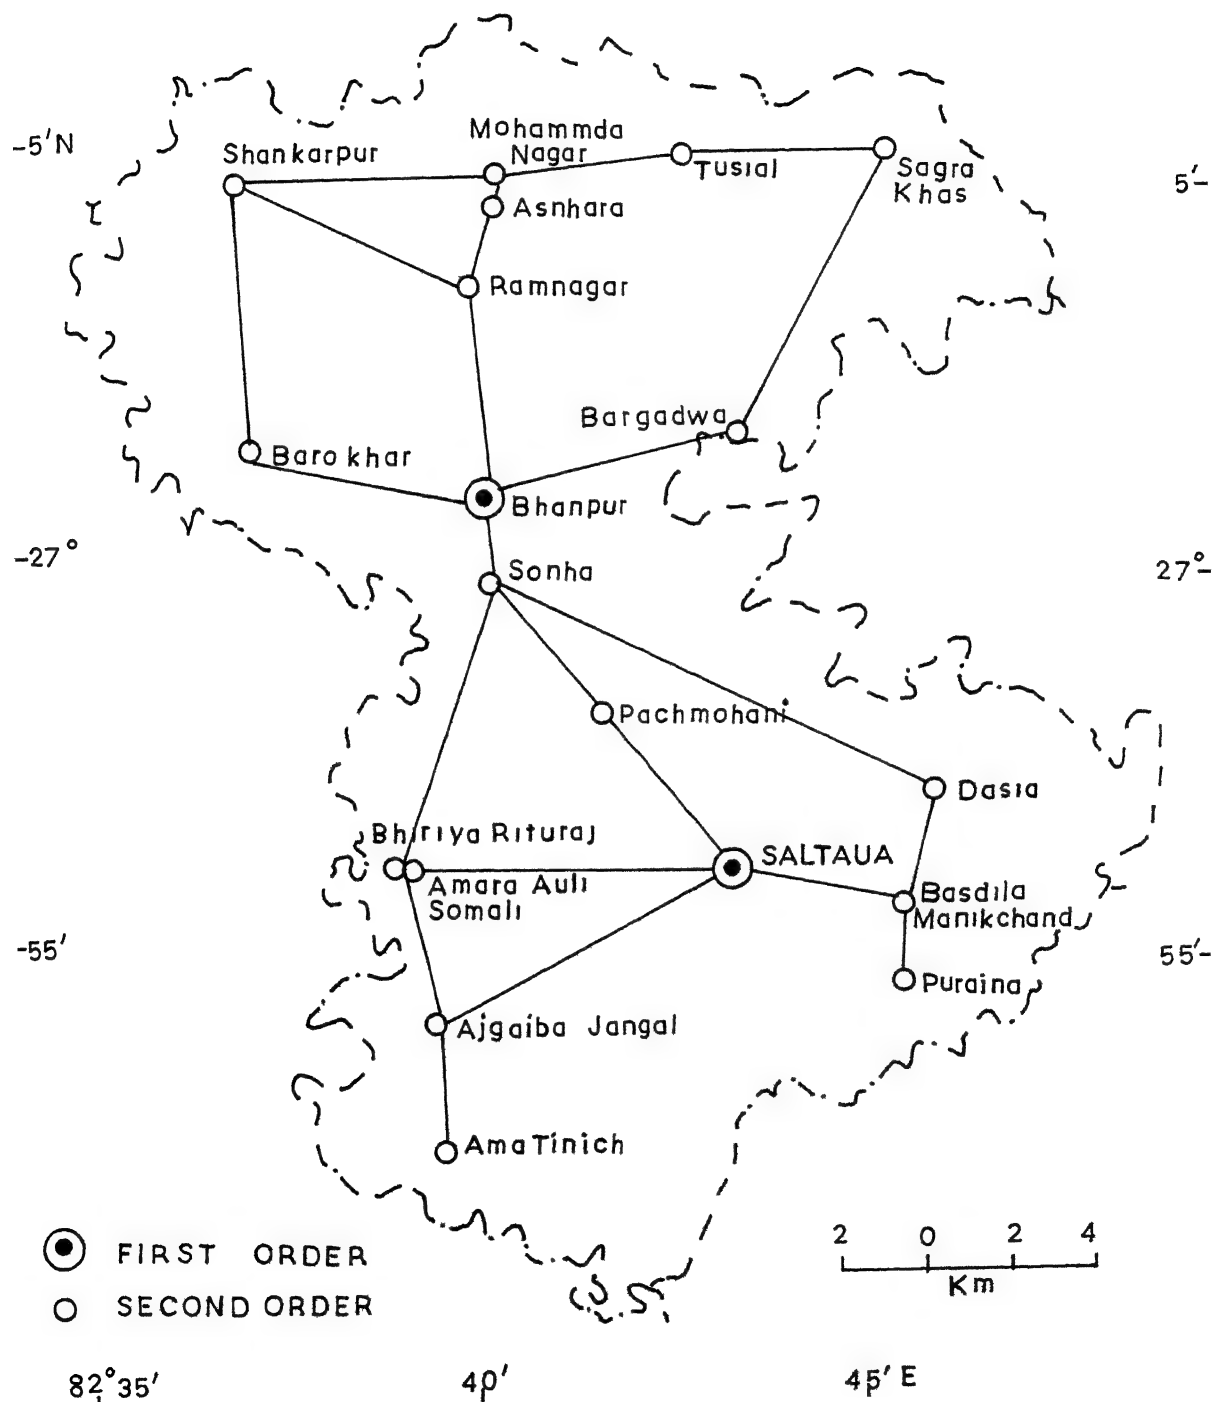 -5'N
Mohammda
Nagar
Shankarpur
Tusial
Sagra
Khas
5'-
Asnhara
Ramnagar
Bargadwa
Barokhar
Bhanpur
-27°
Sonha
27°-
Pachmohani
Dasia
Bhiriya Rituraj
SALTAUA
Amara Auli
Somali
Basdila
Manikchand
-55'
55'-
Puraina
Ajgaiba Jangal
Ama Tinich
FIRST ORDER
SECOND ORDER
2 0 2 4
Km
82°35' 40' 45' E